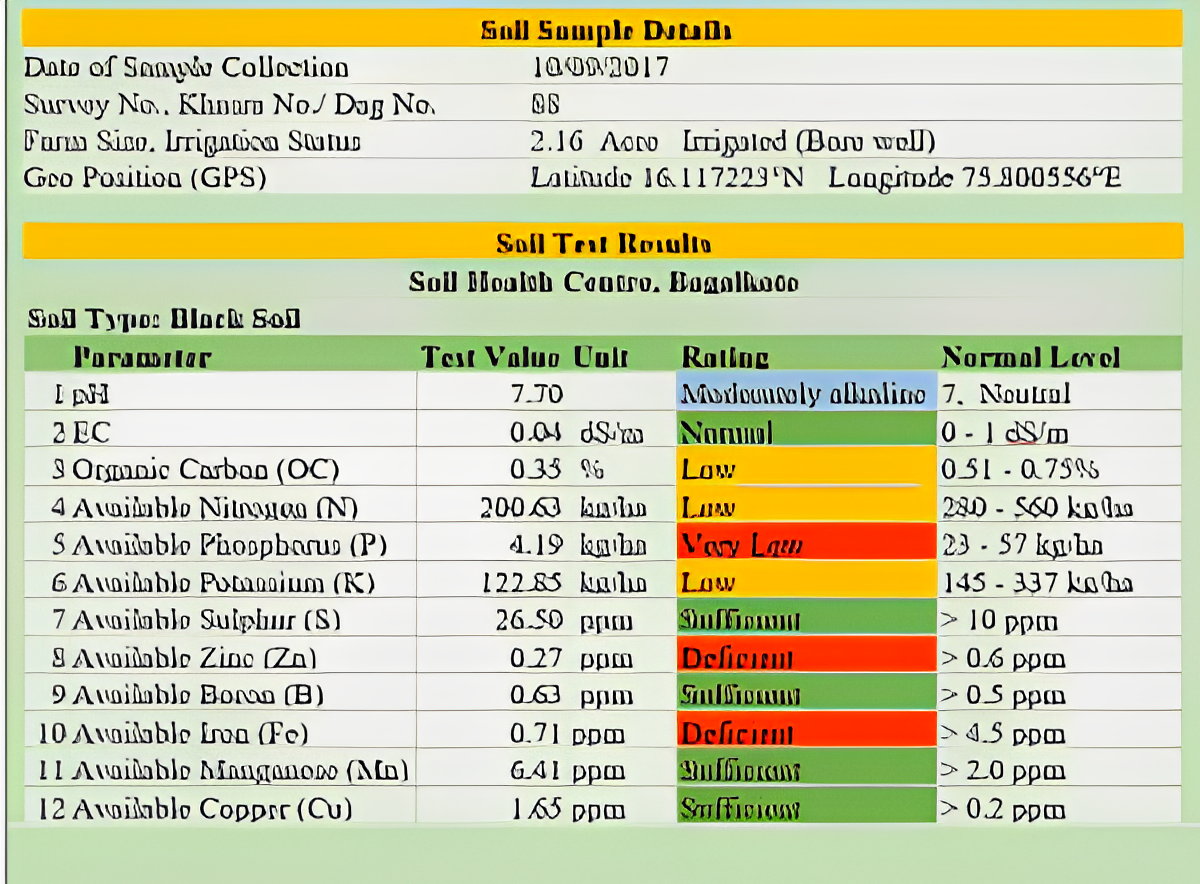 Soil Sample Details
Date of Sample Collection 2017
Survey No., Khasra No./ Dag No.
Farm Size, Irrigation Status 2.16 Acre Irrigated (Bore well)
Geo Position (GPS) Latitude 16.117223°N Longitude 75.800556°E
Soil Test Results
Soil Health Centre, Bagalkote
Soil Type: Black Soil
Parameter Test Value Unit Rating Normal Level
1 pH 7.70 Moderately alkaline 7. Neutral
2 EC 0.04 dS/m Normal 0 - 1 dS/m
3 Organic Carbon (OC) 0.35 % Low 0.51 - 0.75%
4 Available Nitrogen (N) 200.63 kg/ha Low 280 - 560 kg/ha
5 Available Phosphorus (P) 4.19 kg/ha Very Low 23 - 57 kg/ha
6 Available Potassium (K) 122.85 kg/ha Low 145 - 337 kg/ha
7 Available Sulphur (S) 26.50 ppm Sufficient > 10 ppm
8 Available Zinc (Zn) 0.27 ppm Deficient > 0.6 ppm
9 Available Boron (B) 0.63 ppm Sufficient > 0.5 ppm
10 Available Iron (Fe) 0.71 ppm Deficient > 4.5 ppm
11 Available Manganese (Mn) 6.41 ppm Sufficient > 2.0 ppm
12 Available Copper (Cu) 1.65 ppm Sufficient > 0.2 ppm